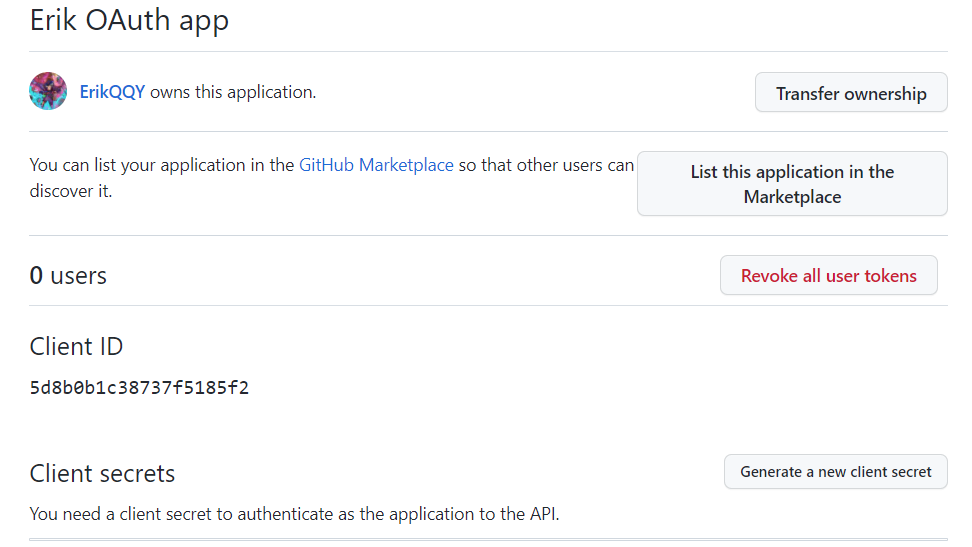 Erik OAuth app
ErikQQY owns this application.
Transfer ownership
You can list your application in the GitHub Marketplace so that other users can
discover it.
List this application in the
Marketplace
0 users
Revoke all user tokens
Client ID
5d8b0b1c38737f5185f2
Client secrets
Generate a new client secret
You need a client secret to authenticate as the application to the API.